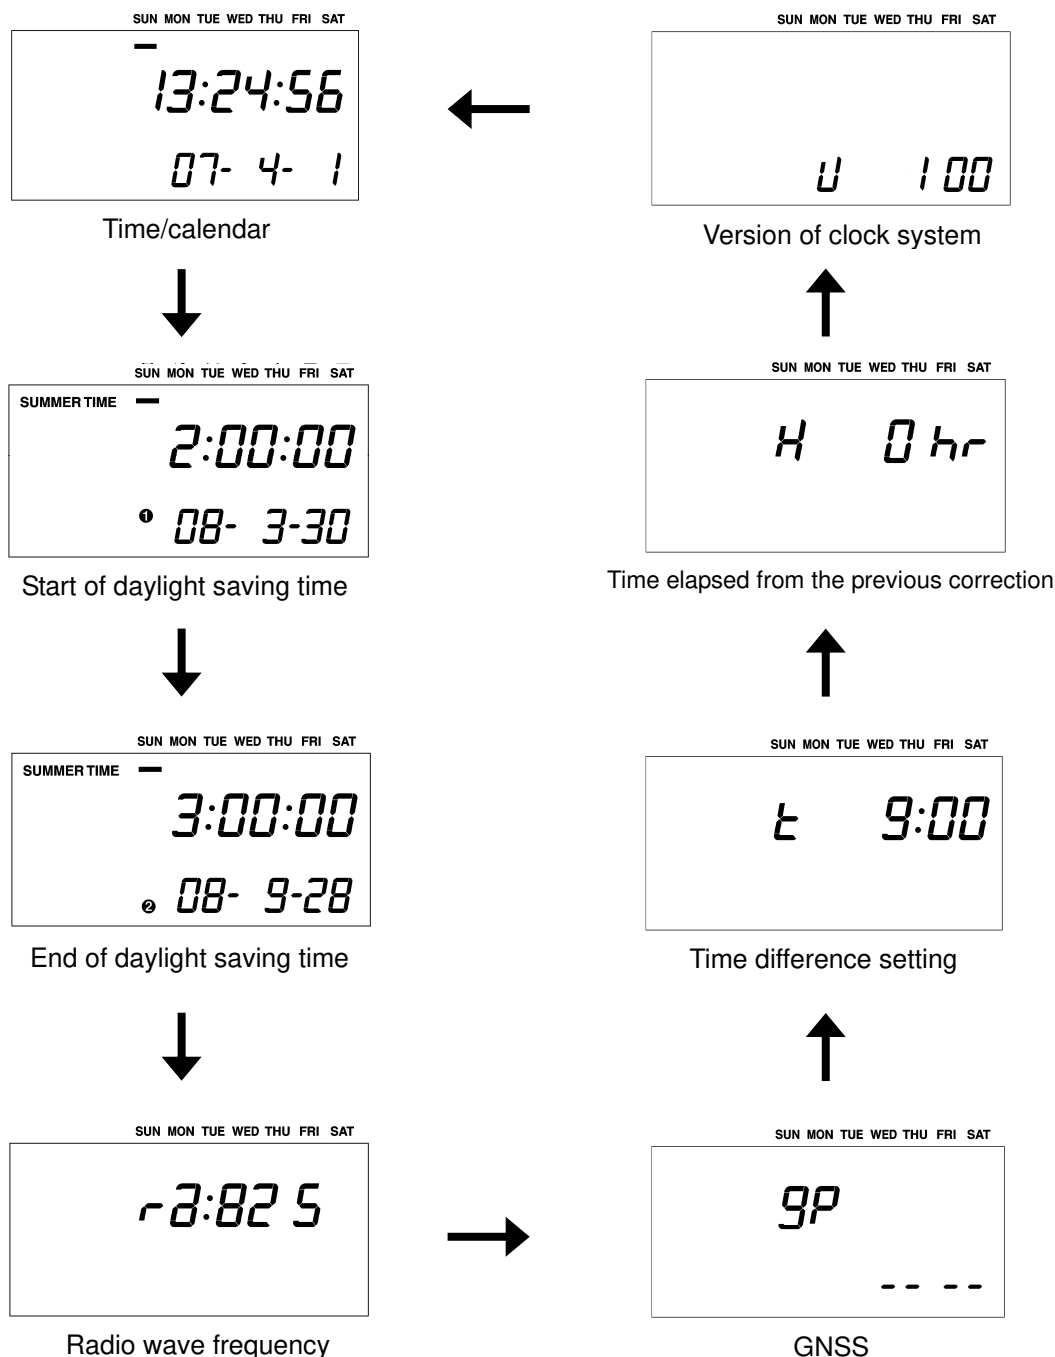 SUN MON TUE WED THU FRI SAT
13:24:56
07- 4- 1
Time/calendar
SUN MON TUE WED THU FRI SAT
SUMMER TIME
2:00:00
❶ 08- 3-30
Start of daylight saving time
SUN MON TUE WED THU FRI SAT
SUMMER TIME
3:00:00
❷ 08- 9-28
End of daylight saving time
SUN MON TUE WED THU FRI SAT
ra:82 5
Radio wave frequency
SUN MON TUE WED THU FRI SAT
gP
-- --
GNSS
SUN MON TUE WED THU FRI SAT
t 9:00
Time difference setting
SUN MON TUE WED THU FRI SAT
H 0 hr
Time elapsed from the previous correction
SUN MON TUE WED THU FRI SAT
U 100
Version of clock system